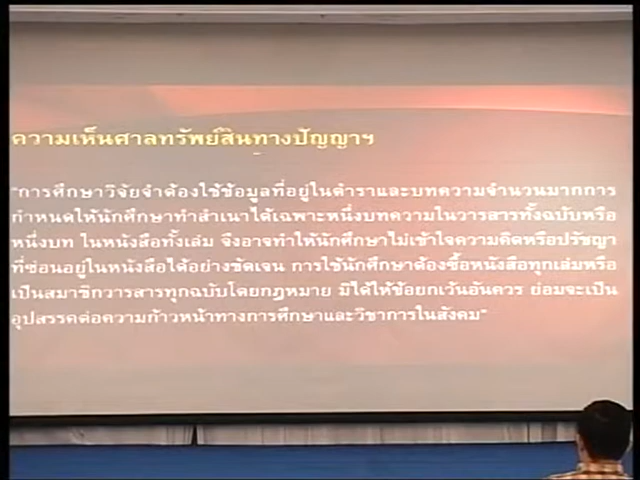 ความเห็นศาลทรัพย์สินทางปัญญาฯ
"การศึกษาวิจัยจำต้องใช้ข้อมูลที่อยู่ในตำราและบทความจำนวนมากการ
กำหนดให้นักศึกษาทำสำเนาได้เฉพาะหนึ่งบทความในวารสารทั้งฉบับหรือ
หนึ่งบท ในหนังสือทั้งเล่ม จึงอาจทำให้นักศึกษาไม่เข้าใจความคิดหรือปรัชญา
ที่ซ่อนอยู่ในหนังสือได้อย่างชัดเจน การใช้นักศึกษาต้องซื้อหนังสือทุกเล่มหรือ
เป็นสมาชิกวารสารทุกฉบับโดยกฎหมาย มิได้ให้ข้อยกเว้นอันควร ย่อมจะเป็น
อุปสรรคต่อความก้าวหน้าทางการศึกษาและวิชาการในสังคม"